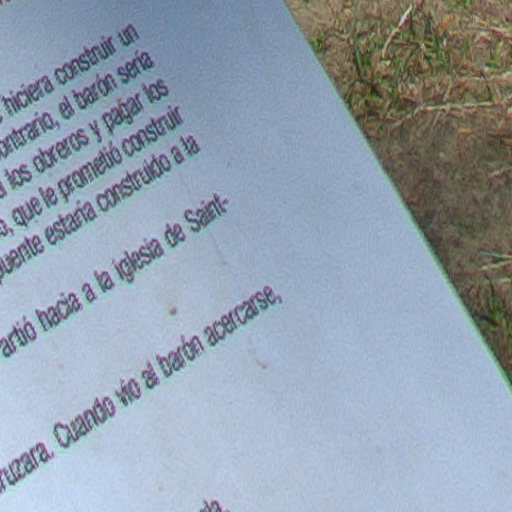 hiciera construir un
contrario, el barón sería
a los obreros y pagar los
que le prometió construir
puente estaría construido a la
partió hacia a la iglesia de Saint-
cruzara. Cuando vio al barón acercarse,